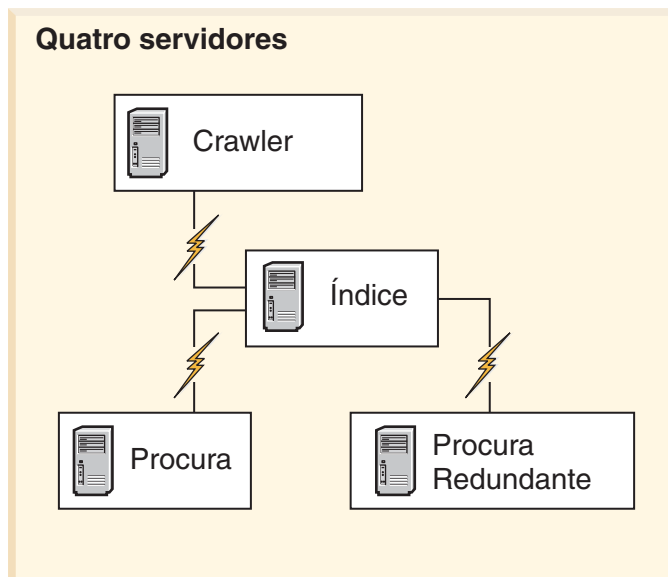 Quatro servidores
Crawler
Índice
Procura
Procura
Redundante